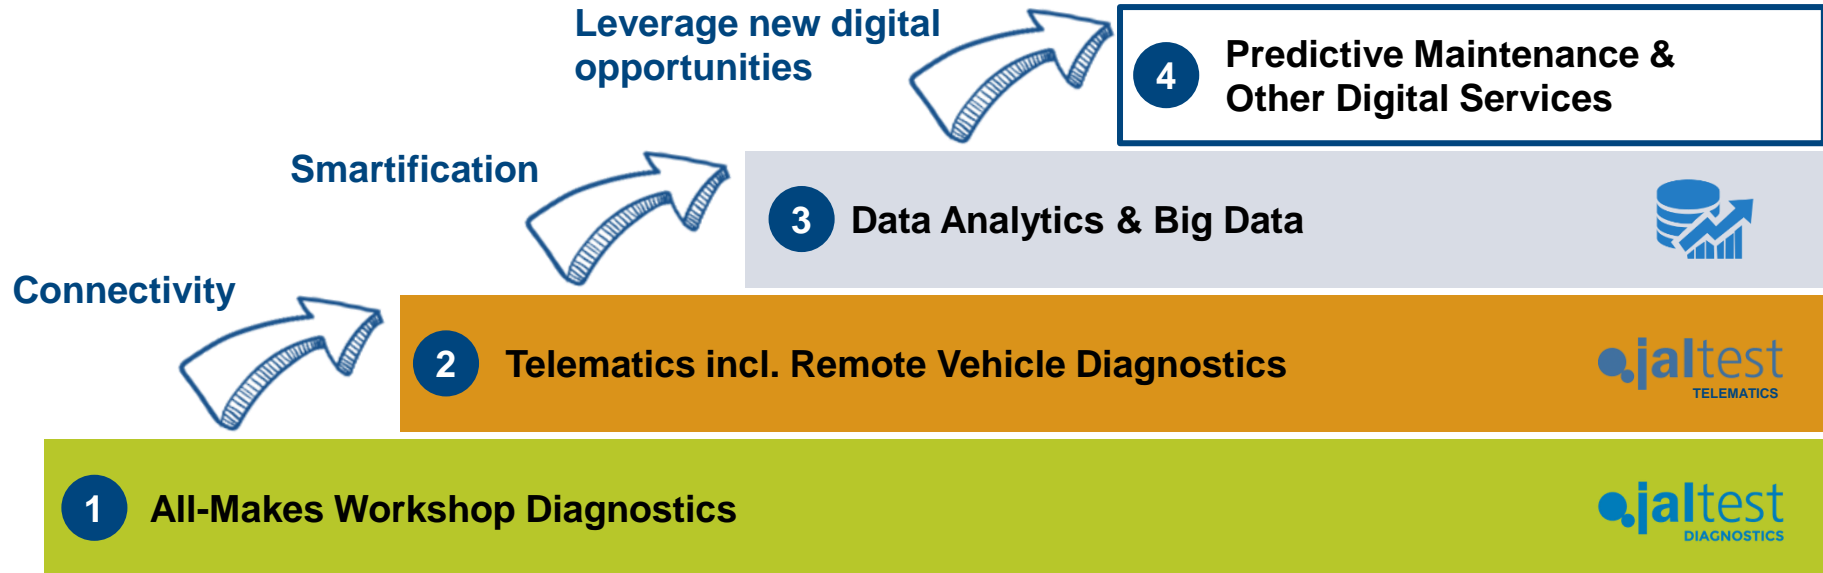 Leverage new digital
opportunities
4
Predictive Maintenance &
Other Digital Services
Smartification
3
Data Analytics & Big Data
Connectivity
2
Telematics incl. Remote Vehicle Diagnostics
jaltest
TELEMATICS
1
All-Makes Workshop Diagnostics
jaltest
DIAGNOSTICS